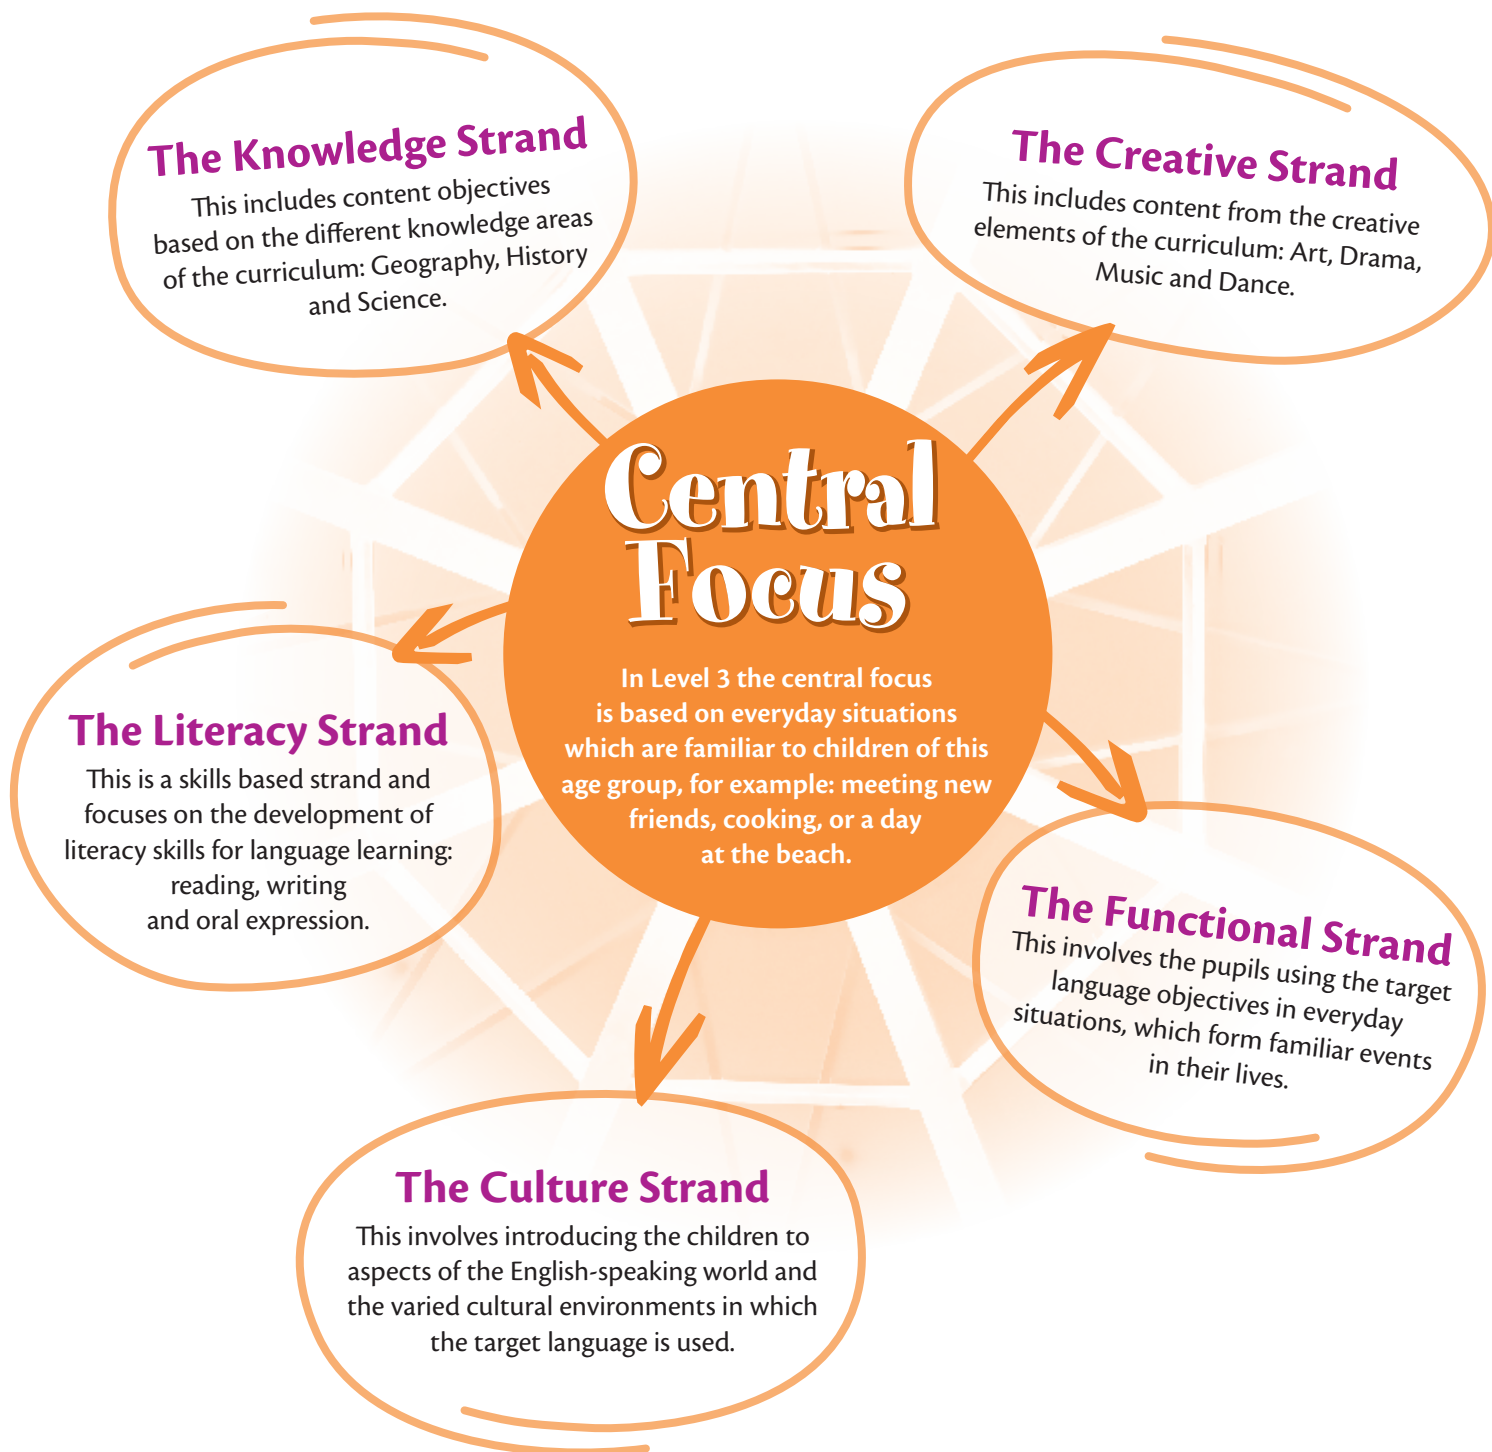 The Knowledge Strand
This includes content objectives
based on the different knowledge areas
of the curriculum: Geography, History
and Science.
The Creative Strand
This includes content from the creative
elements of the curriculum: Art, Drama,
Music and Dance.
Central
Focus
In Level 3 the central focus
is based on everyday situations
which are familiar to children of this
age group, for example: meeting new
friends, cooking, or a day
at the beach.
The Literacy Strand
This is a skills based strand and
focuses on the development of
literacy skills for language learning:
reading, writing
and oral expression.
The Functional Strand
This involves the pupils using the target
language objectives in everyday
situations, which form familiar events
in their lives.
The Culture Strand
This involves introducing the children to
aspects of the English-speaking world and
the varied cultural environments in which
the target language is used.